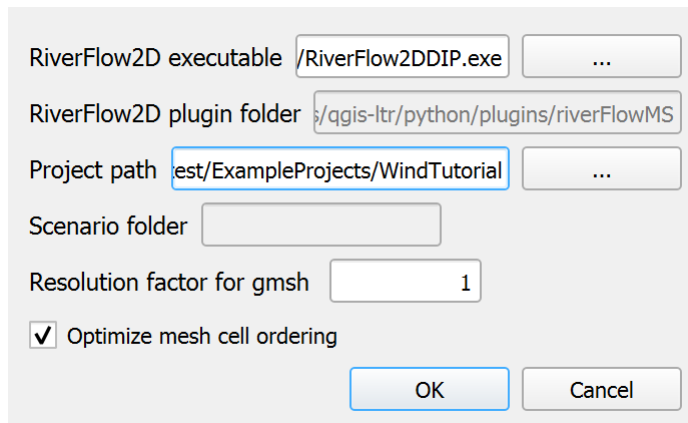 RiverFlow2D executable /RiverFlow2DDIP.exe ...
RiverFlow2D plugin folder s/qgis-ltr/python/plugins/riverFlowMS
Project path est/ExampleProjects/WindTutorial ...
Scenario folder
Resolution factor for gmsh 1
Optimize mesh cell ordering
OK Cancel